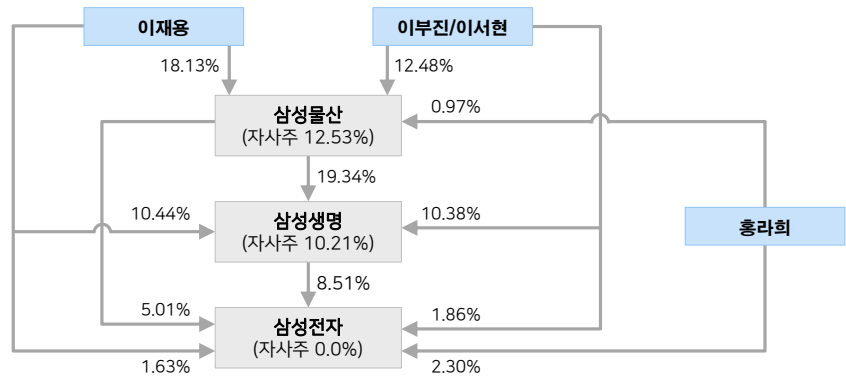 이재용
이부진/이서현
18.13%
12.48%
삼성물산
(자사주 12.53%)
0.97%
19.34%
10.44%
삼성생명
(자사주 10.21%)
10.38%
홍라희
8.51%
5.01%
삼성전자
(자사주 0.0%)
1.86%
1.63%
2.30%